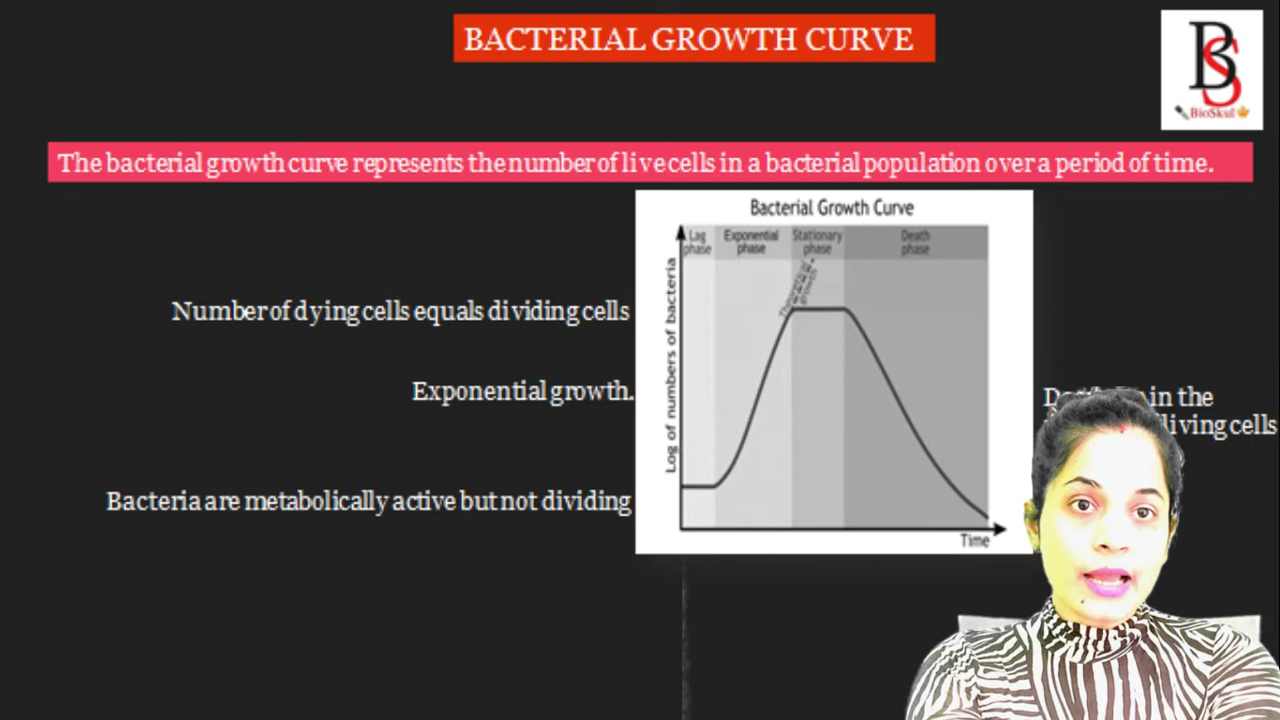 BACTERIAL GROWTH CURVE
BS
BioSkul
The bacterial growth curve represents the number of live cells in a bacterial population over a period of time.
Bacterial Growth Curve
Lag phase
Exponential phase
Stationary phase
Death phase
growth
Log of numbers of bacteria
Time
Number of dying cells equals dividing cells
Exponential growth.
Bacteria are metabolically active but not dividing
in the
living cells